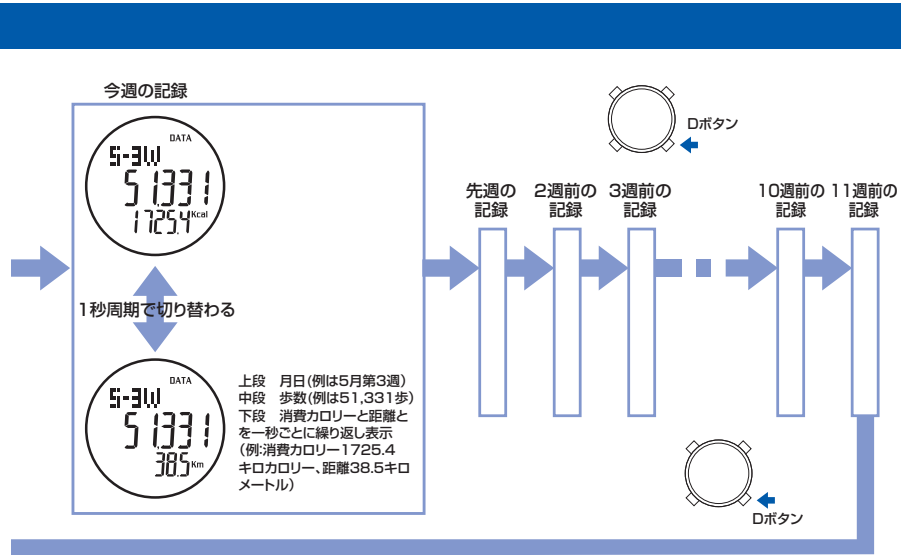 今週の記録
DATA
5-3W
51331
1725.4Kcal
1秒周期で切り替わる
DATA
5-3W
51331
38.5Km
上段　月日(例は5月第3週)
中段　歩数(例は51,331歩)
下段　消費カロリーと距離と
を一秒ごとに繰り返し表示
(例:消費カロリー1725.4
キロカロリー、距離38.5キロ
メートル)
Dボタン
先週の
記録
2週前の
記録
3週前の
記録
10週前の
記録
11週前の
記録
Dボタン